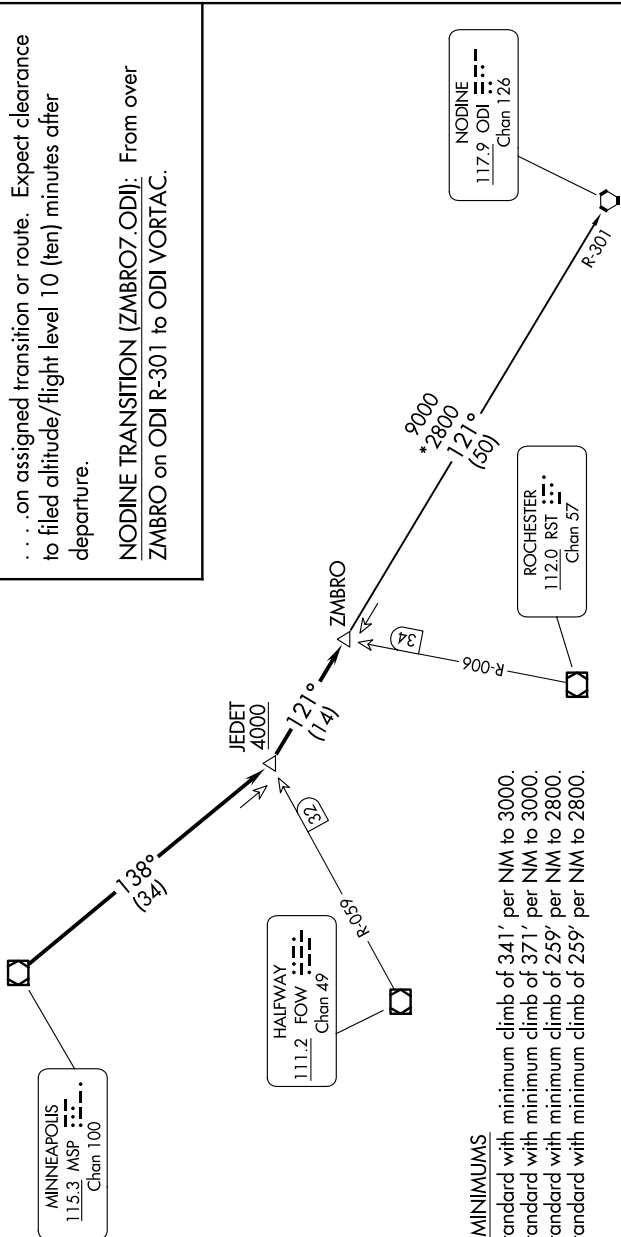 . . . .on assigned transition or route. Expect clearance
to filed altitude/flight level 10 (ten) minutes after
departure.
NODINE TRANSITION (ZMBRO7.ODI): From over
ZMBRO on ODI R-301 to ODI VORTAC.
MINNEAPOLIS
115.3 MSP
Chan 100
138°
(34)
JEDET
4000
121°
(14)
ZMBRO
9000
*2800
121°
(50)
NODINE
117.9 ODI
Chan 126
R-301
HALFWAY
111.2 FOW
Chan 49
R-059
32
34
R-006
ROCHESTER
112.0 RST
Chan 57
MINIMUMS
andard with minimum climb of 341' per NM to 3000.
andard with minimum climb of 371' per NM to 3000.
andard with minimum climb of 259' per NM to 2800.
andard with minimum climb of 259' per NM to 2800.